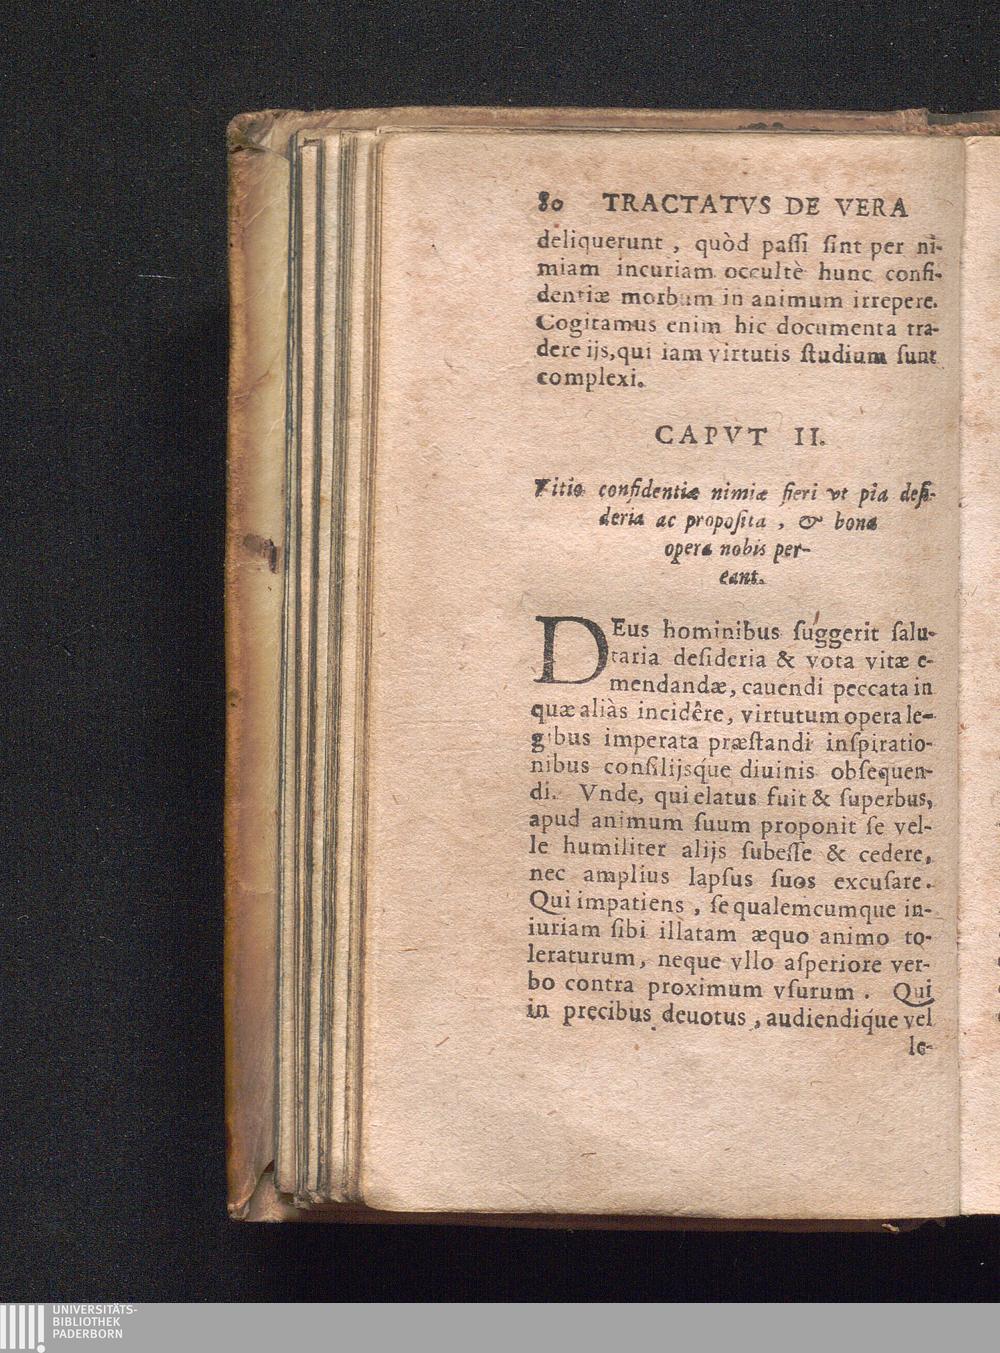 80 TRACTATVS DE VERA
deliquerunt, quòd paſſi ſint per ni-
miam incuriam occultè hunc confi-
dentiæ morbum in animum irrepere.
Cogitamus enim hic documenta tra-
dere ijs, qui iam virtutis ſtudium ſunt
complexi.
CAPVT II.
Vitio confidentiæ nimiæ fieri vt pia deſi-
deria ac propoſita, & bona
opera nobis per-
eant.
DEus hominibus ſuggerit ſalu-
taria deſideria & vota vitæ e-
mendandæ, cauendi peccata in
quæ aliàs incidêre, virtutum opera le-
gibus imperata præſtandi inſpiratio-
nibus conſilijsq́ue diuinis obſequen-
di. Vnde, qui elatus fuit & ſuperbus,
apud animum ſuum proponit ſe vel-
le humiliter alijs ſubeſſe & cedere,
nec amplius lapſus ſuos excuſare.
Qui impatiens, ſe qualemcumque in-
iuriam ſibi illatam æquo animo to-
leraturum, neque vllo aſperiore ver-
bo contra proximum vſurum. Qui
in precibus deuotus, audiendiq́ue vel
le-
UNIVERSITÄTS-
BIBLIOTHEK
PADERBORN